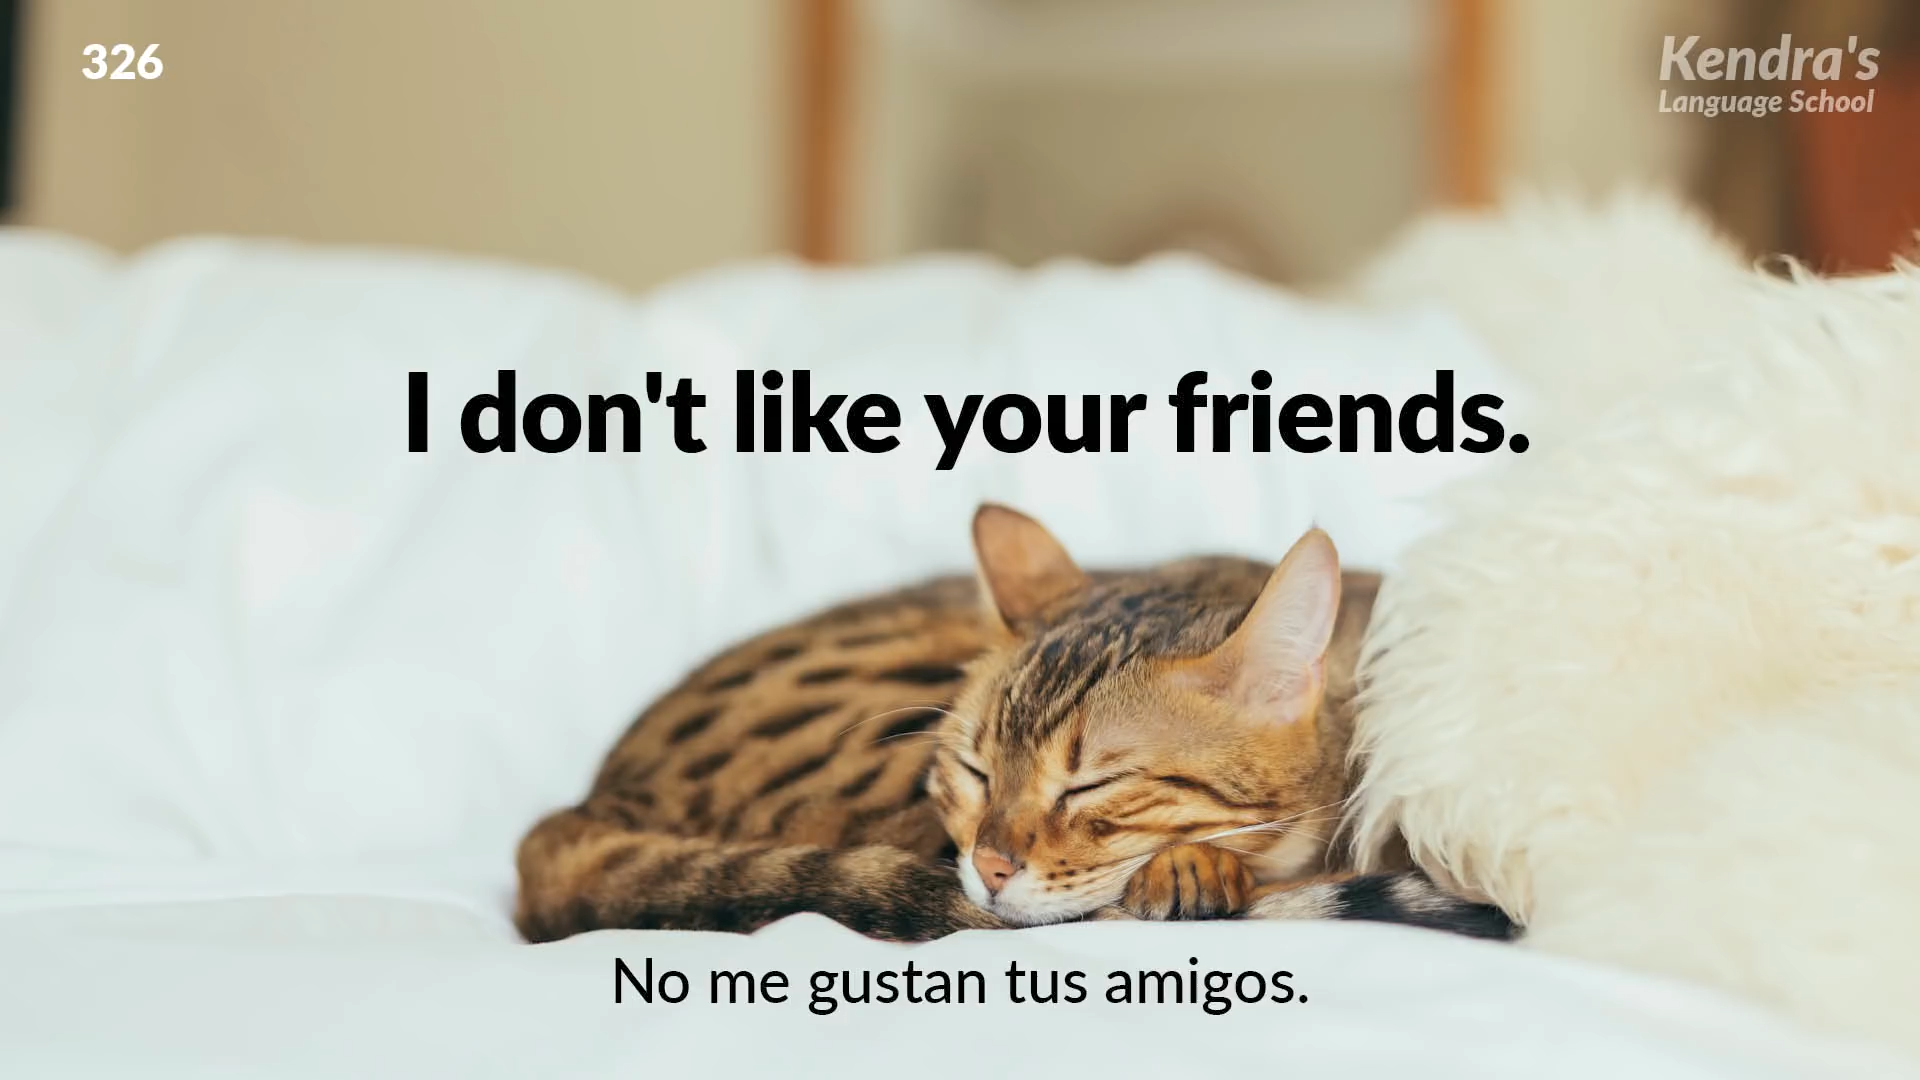 326
Kendra's
Language School
I don't like your friends.
No me gustan tus amigos.